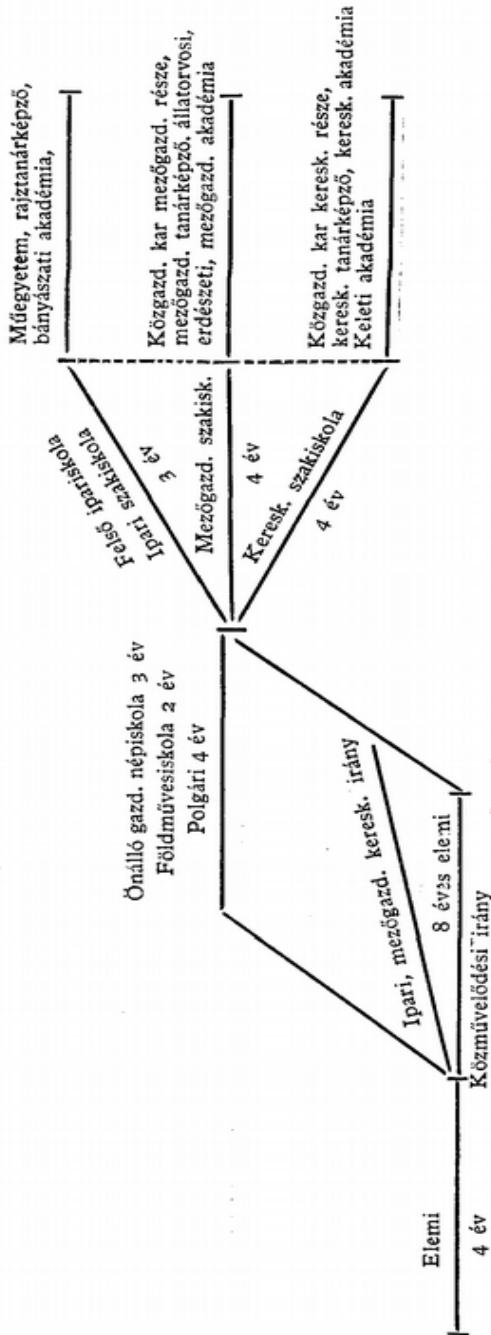 Elemi
4 év
Közművelődési irány
8 éves elemi
Ipari, mezőgazd. keresk. irány
Önálló gazd. népiskola 3 év
Földművesiskola 2 év
Polgári 4 év
Felső ipariskola
Ipari szakiskola
3 év
Mezőgazd. szakisk.
4 év
Keresk. szakiskola
4 év
Műegyetem, rajztanárképző,
bányászati akadémia,
Közgazd. kar mezőgazd. része,
mezőgazd. tanárképző. állatorvosi,
erdészeti, mezőgazd. akadémia
Közgazd. kar keresk. része,
keresk. tanárképző, keresk. akadémia
Keleti akadémia